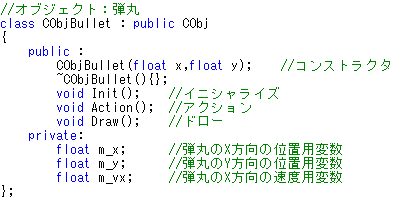 //オブジェクト：弾丸
class CObjBullet : public CObj
{
    public :
        CObjBullet(float x,float y);    //コンストラクタ
        ~CObjBullet(){};
        void Init();    //イニシャライズ
        void Action();  //アクション
        void Draw();    //ドロー
    private:
        float m_x;      //弾丸のX方向の位置用変数
        float m_y;      //弾丸のY方向の位置用変数
        float m_vx;     //弾丸のX方向の速度用変数
};